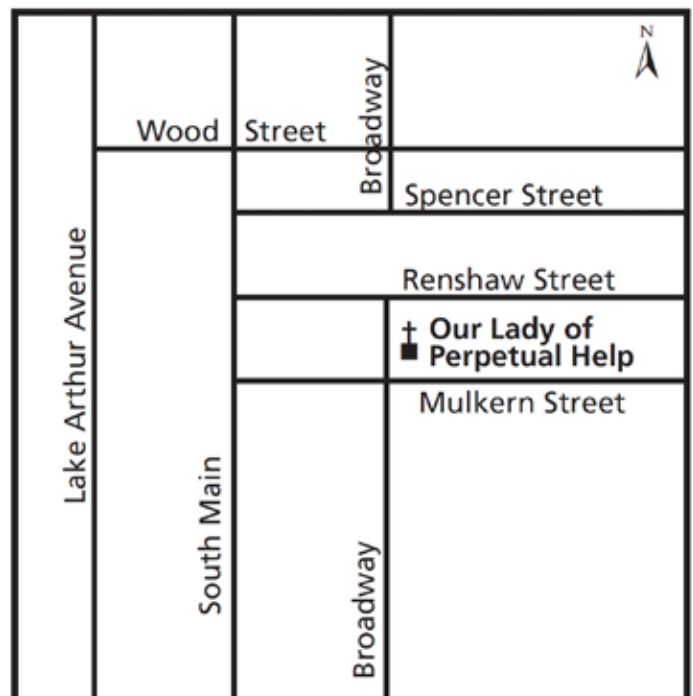 N
Wood Street
Broadway
Spencer Street
Lake Arthur Avenue
Renshaw Street
Our Lady of
Perpetual Help
Mulkern Street
South Main
Broadway